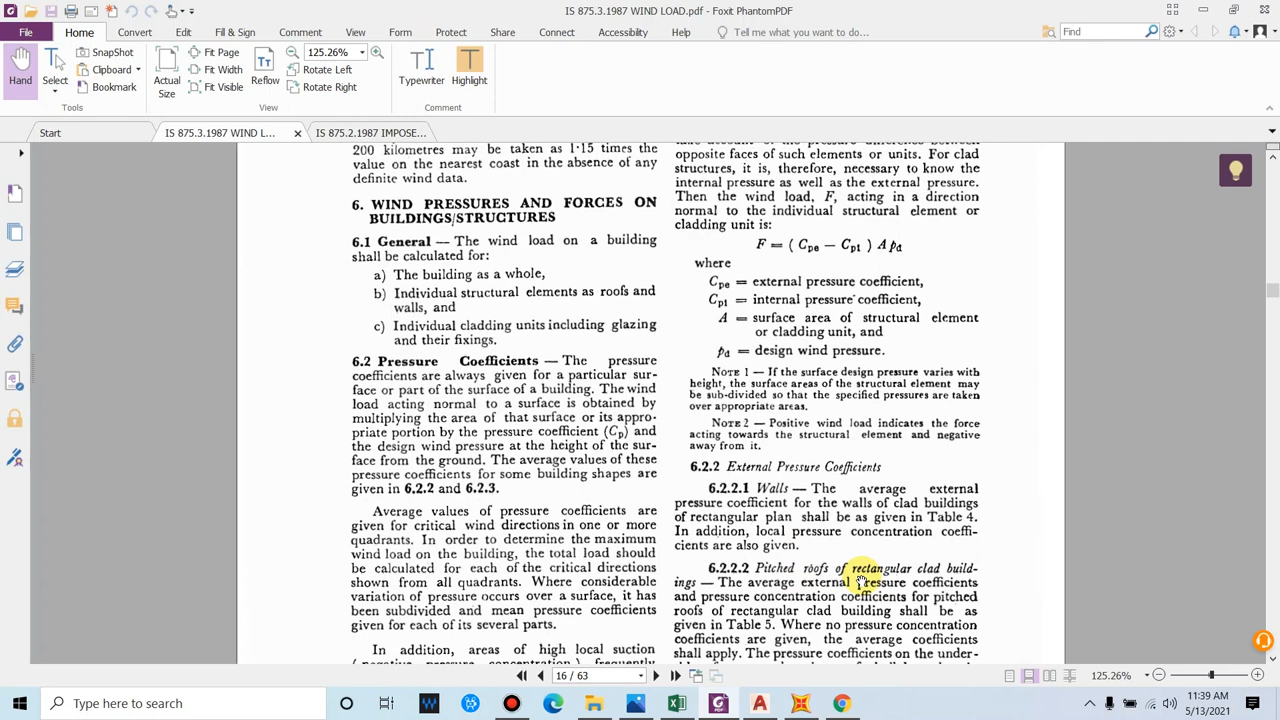 IS 875.3.1987 WIND LOAD.pdf - Foxit PhantomPDF
File
Home
Convert
Edit
Fill & Sign
Comment
View
Form
Protect
Share
Connect
Accessibility
Help
Tell me what you want to do...
Find
Hand
Select
SnapShot
Clipboard
Bookmark
Tools
Actual
Size
Fit Page
Fit Width
Fit Visible
Reflow
125.26%
Rotate Left
Rotate Right
View
Typewriter
Highlight
Comment
Start
IS 875.3.1987 WIND L...
IS 875.2.1987 IMPOSE...
200 kilometres may be taken as 1·15 times the
value on the nearest coast in the absence of any
definite wind data.
6. WIND PRESSURES AND FORCES ON
BUILDINGS/STRUCTURES
6.1 General — The wind load on a building
shall be calculated for:
a) The building as a whole,
b) Individual structural elements as roofs and
walls, and
c) Individual cladding units including glazing
and their fixings.
6.2 Pressure Coefficients — The pressure
coefficients are always given for a particular sur-
face or part of the surface of a building. The wind
load acting normal to a surface is obtained by
multiplying the area of that surface or its appro-
priate portion by the pressure coefficient (Cp) and
the design wind pressure at the height of the sur-
face from the ground. The average values of these
pressure coefficients for some building shapes are
given in 6.2.2 and 6.2.3.
Average values of pressure coefficients are
given for critical wind directions in one or more
quadrants. In order to determine the maximum
wind load on the building, the total load should
be calculated for each of the critical directions
shown from all quadrants. Where considerable
variation of pressure occurs over a surface, it has
been subdivided and mean pressure coefficients
given for each of its several parts.
In addition, areas of high local suction
(negative pressure concentration) frequently
take account of the pressure difference between
opposite faces of such elements or units. For clad
structures, it is, therefore, necessary to know the
internal pressure as well as the external pressure.
Then the wind load, F, acting in a direction
normal to the individual structural element or
cladding unit is:
F = ( Cpe — Cpi ) A pd
where
Cpe = external pressure coefficient,
Cpi = internal pressure coefficient,
A = surface area of structural element
or cladding unit, and
pd = design wind pressure.
NOTE 1 — If the surface design pressure varies with
height, the surface areas of the structural element may
be sub-divided so that the specified pressures are taken
over appropriate areas.
NOTE 2 — Positive wind load indicates the force
acting towards the structural element and negative
away from it.
6.2.2 External Pressure Coefficients
6.2.2.1 Walls — The average external
pressure coefficient for the walls of clad buildings
of rectangular plan shall be as given in Table 4.
In addition, local pressure concentration coeffi-
cients are also given.
6.2.2.2 Pitched roofs of rectangular clad build-
ings — The average external pressure coefficients
and pressure concentration coefficients for pitched
roofs of rectangular clad building shall be as
given in Table 5. Where no pressure concentration
coefficients are given, the average coefficients
shall apply. The pressure coefficients on the under-
16 / 63
125.26%
Type here to search
11:39 AM
5/13/2021